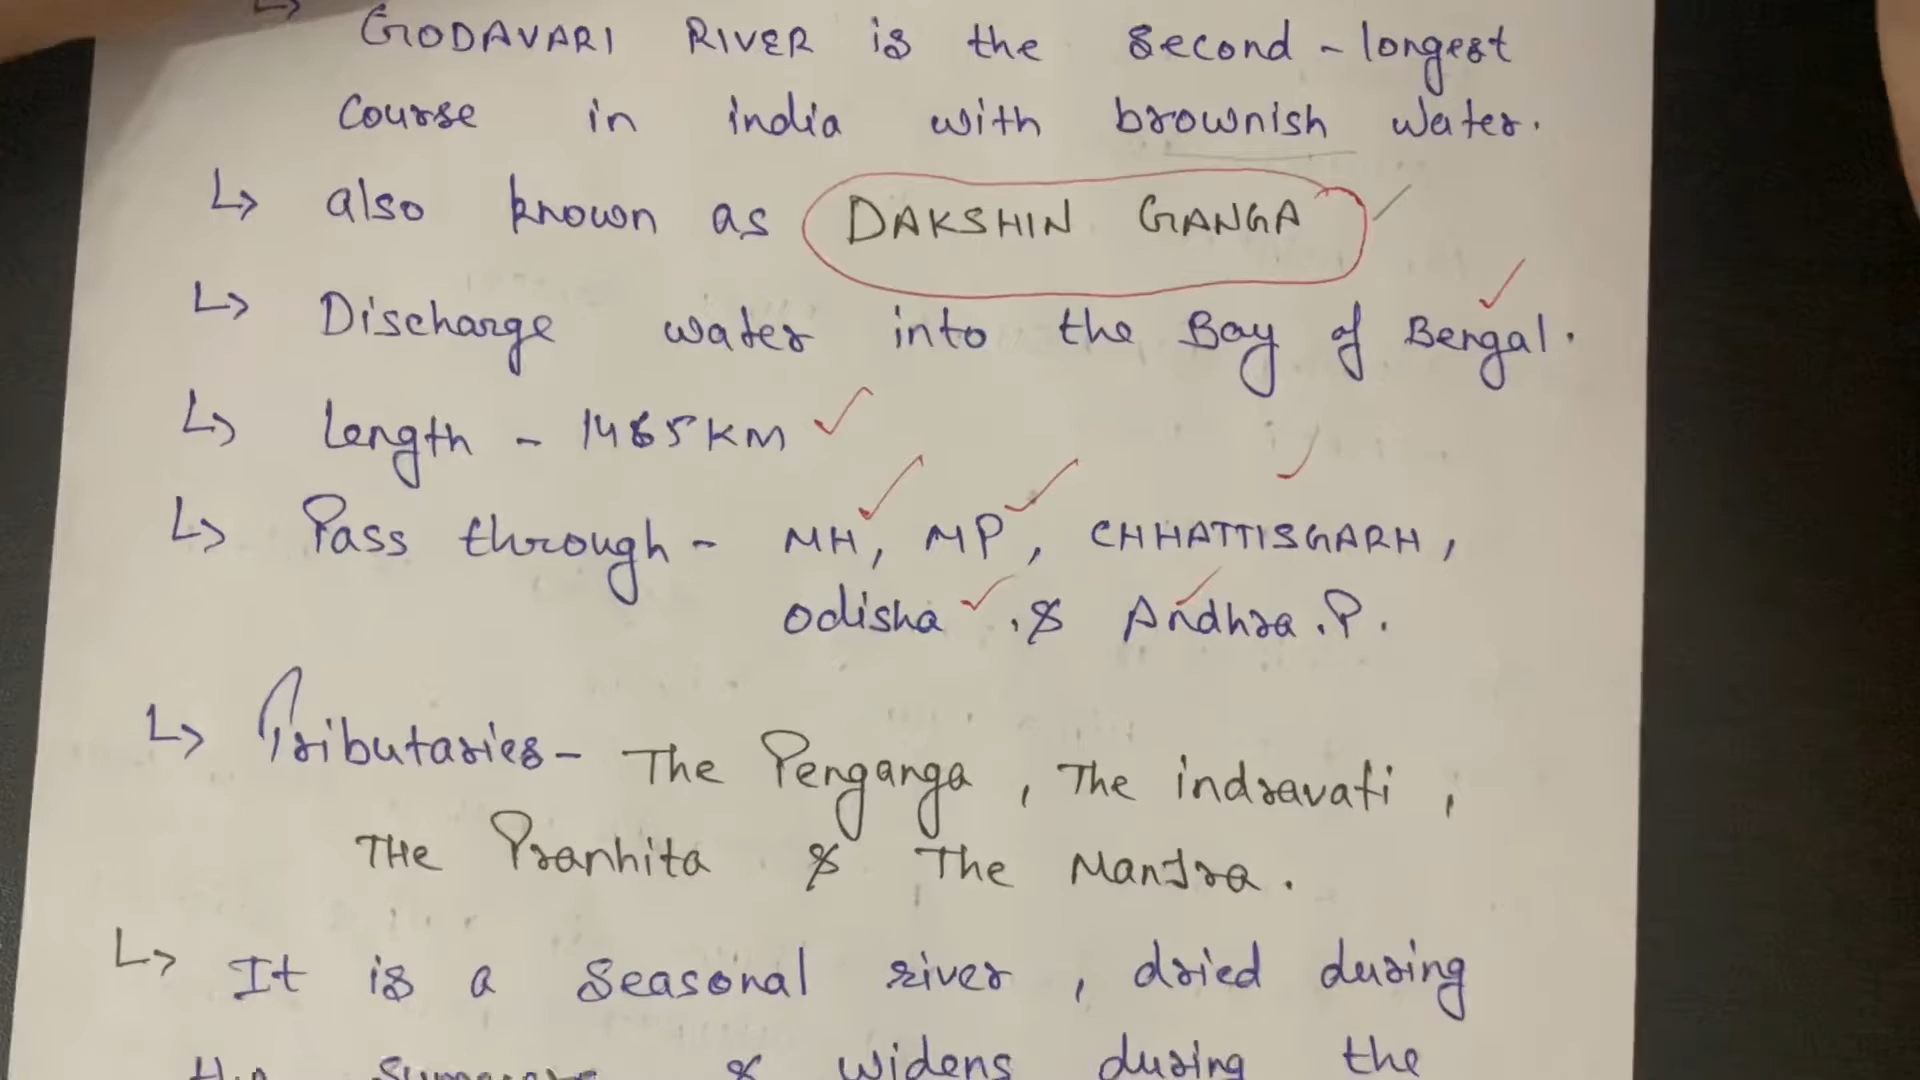 ↳ GODAVARI RIVER is the second-longest
course in india with brownish water.
↳ also known as DAKSHIN GANGA
↳ Discharge water into the Bay of Bengal.
↳ Length - 1465 KM
↳ Pass through - MH, MP, CHHATTISGARH,
odisha & Andhra.P.
↳ Tributaries - The Penganga, The indravati,
THe Pranhita & The ManJra.
↳ It is a seasonal river, dried during
the summers & widens during the